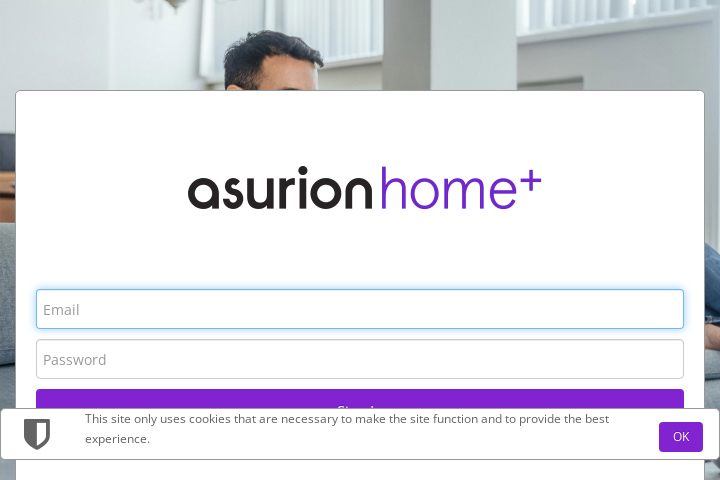 asurion home+
Email
Password
This site only uses cookies that are necessary to make the site function and to provide the best
experience.
OK